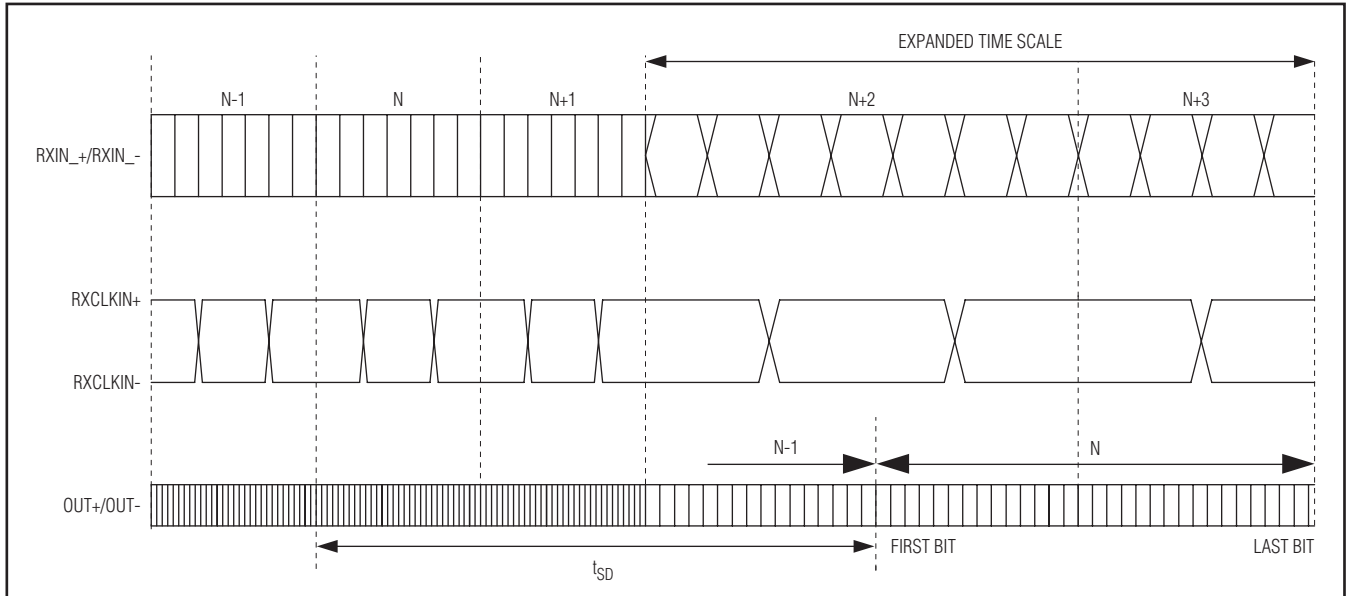 EXPANDED TIME SCALE
N-1 N N+1 N+2 N+3
RXIN_+/RXIN_-
RXCLKIN+
RXCLKIN-
N-1 N
OUT+/OUT-
FIRST BIT LAST BIT
tSD